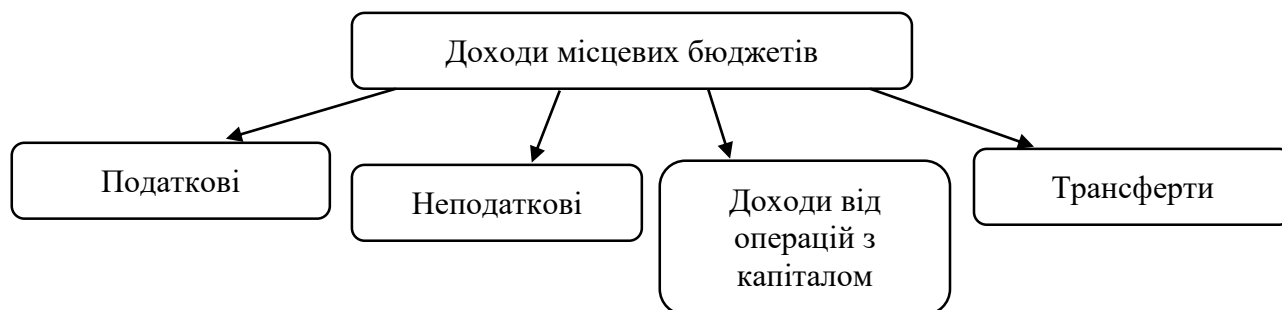 Доходи місцевих бюджетів
Податкові
Неподаткові
Доходи від
операцій з
капіталом
Трансферти